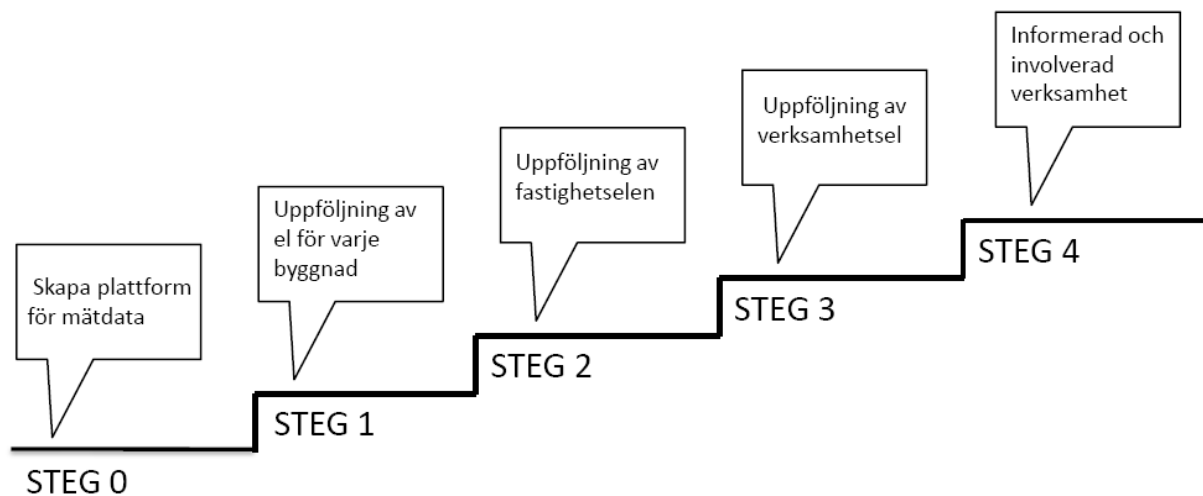 Skapa plattform
för mätdata
STEG 0
Uppföljning av
el för varje
byggnad
STEG 1
Uppföljning av
fastighetselen
STEG 2
Uppföljning av
verksamhetsel
STEG 3
Informerad och
involverad
verksamhet
STEG 4